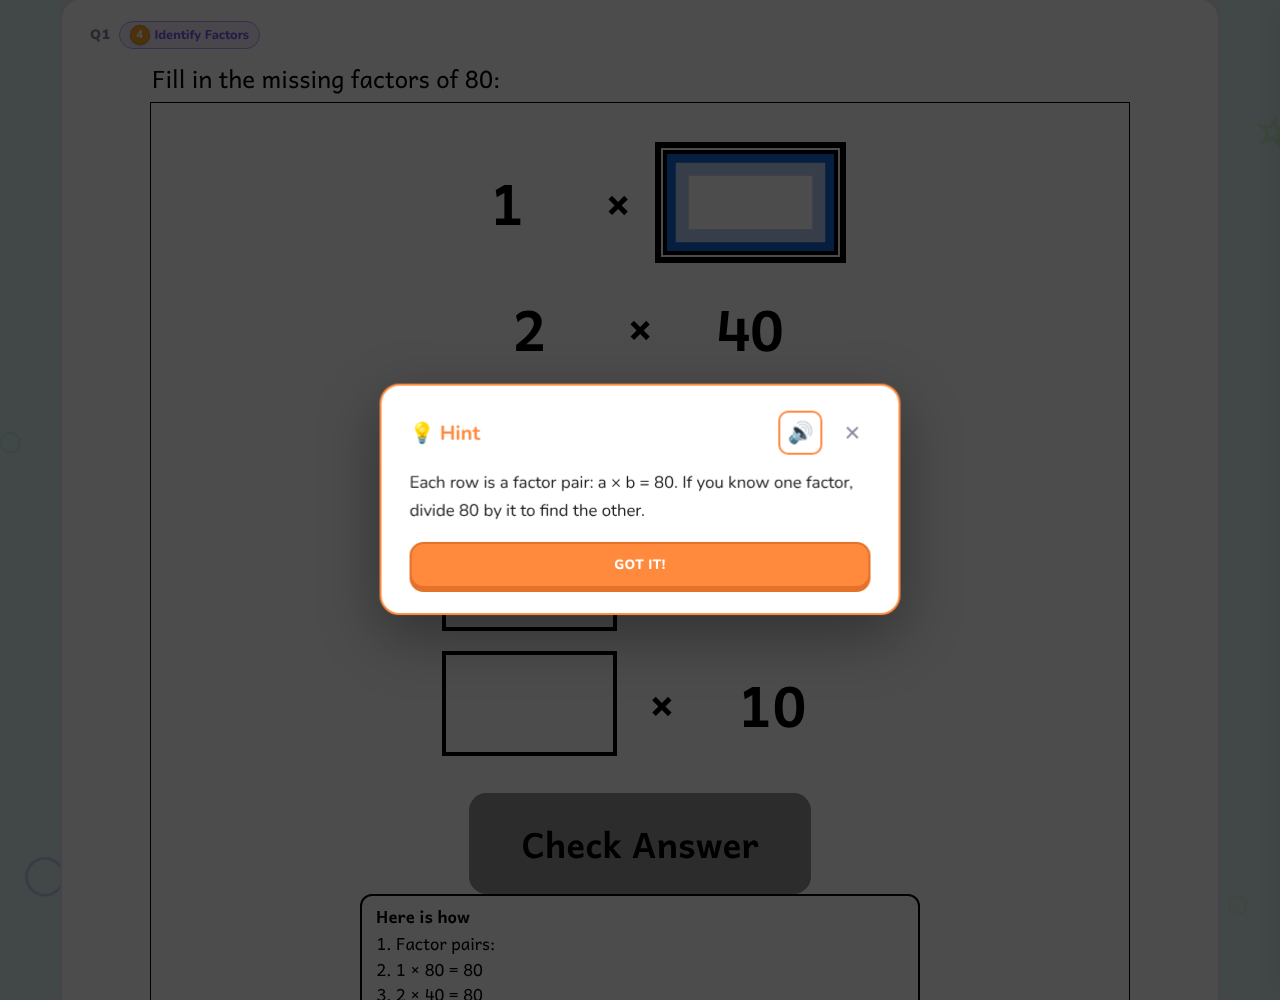 Q1 4 Identify Factors
Fill in the missing factors of 80:
1 ×
2 × 40
💡 Hint 🔊 ✕
Each row is a factor pair: a × b = 80. If you know one factor,
divide 80 by it to find the other.
GOT IT!
× 10
Check Answer
Here is how
1. Factor pairs:
2. 1 × 80 = 80
3. 2 × 40 = 80